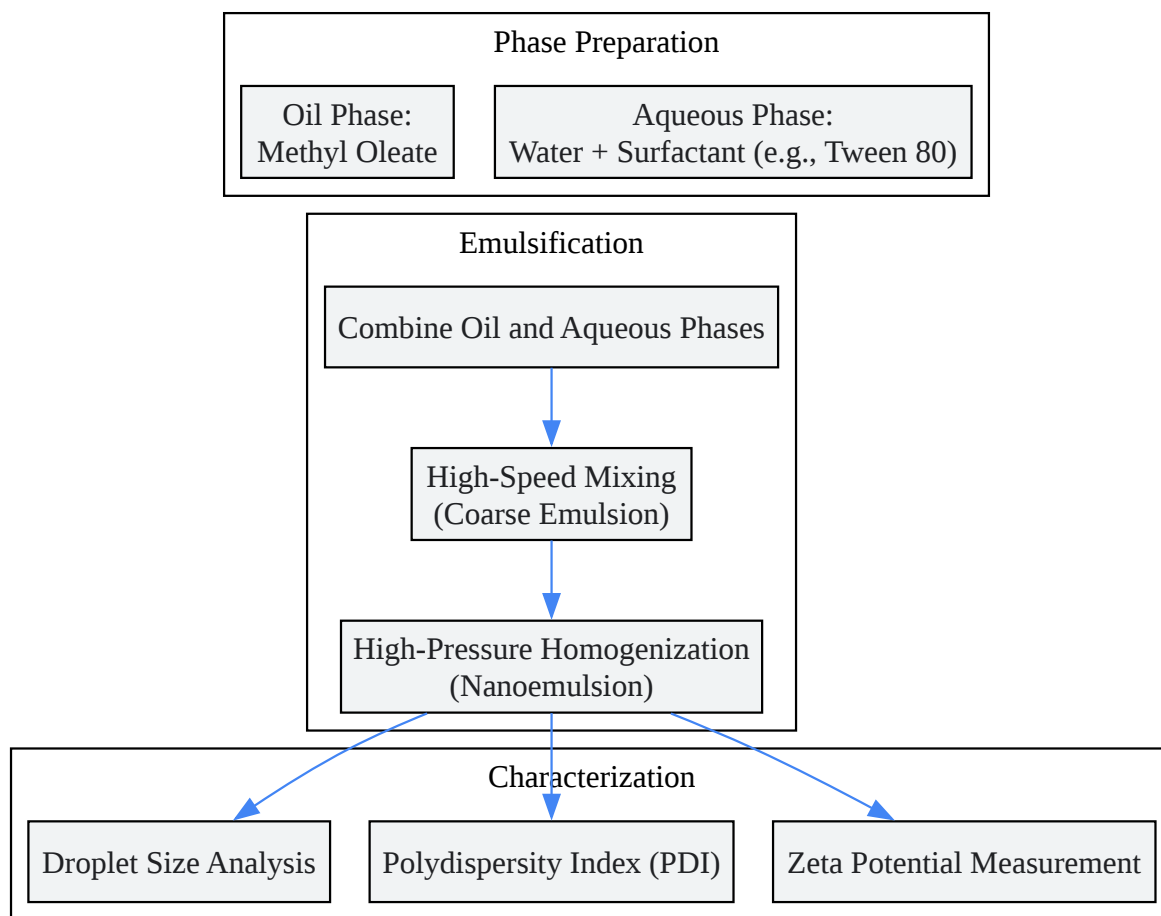 Phase Preparation
Oil Phase:
Methyl Oleate
Aqueous Phase:
Water + Surfactant (e.g., Tween 80)
Emulsification
Combine Oil and Aqueous Phases
High-Speed Mixing
(Coarse Emulsion)
High-Pressure Homogenization
(Nanoemulsion)
Characterization
Droplet Size Analysis
Polydispersity Index (PDI)
Zeta Potential Measurement